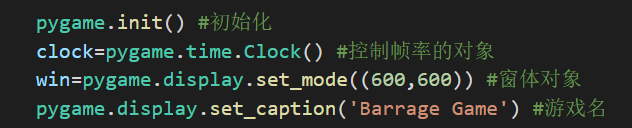 pygame.init() #初始化
clock=pygame.time.Clock() #控制帧率的对象
win=pygame.display.set_mode((600,600)) #窗体对象
pygame.display.set_caption('Barrage Game') #游戏名